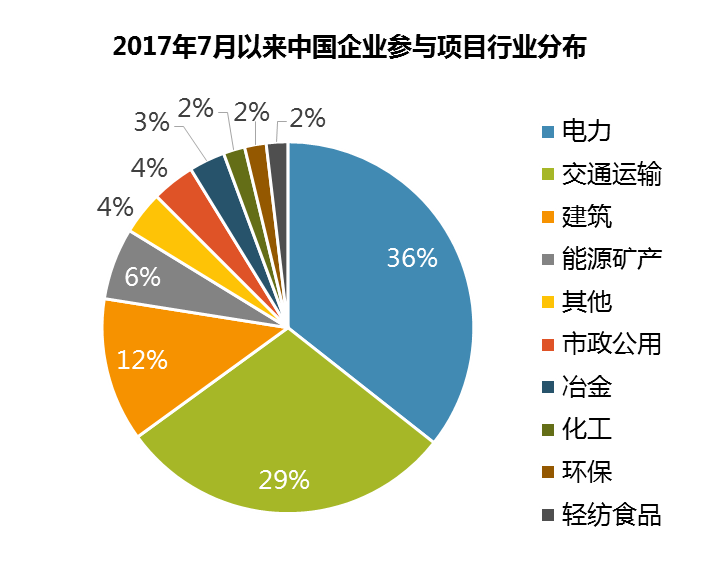 2017年7月以来中国企业参与项目行业分布
2%
2%
2%
3%
4%
4%
6%
12%
36%
29%
电力
交通运输
建筑
能源矿产
其他
市政公用
冶金
化工
环保
轻纺食品